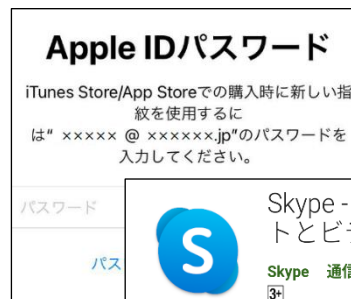 Apple IDパスワード
iTunes Store/App Storeでの購入時に新しい指
紋を使用するに
は“ ××××× @ ××××××.jp”のパスワードを
入力してください。
パスワード
パス
Skype -
トとビデ
Skype 通信
3+